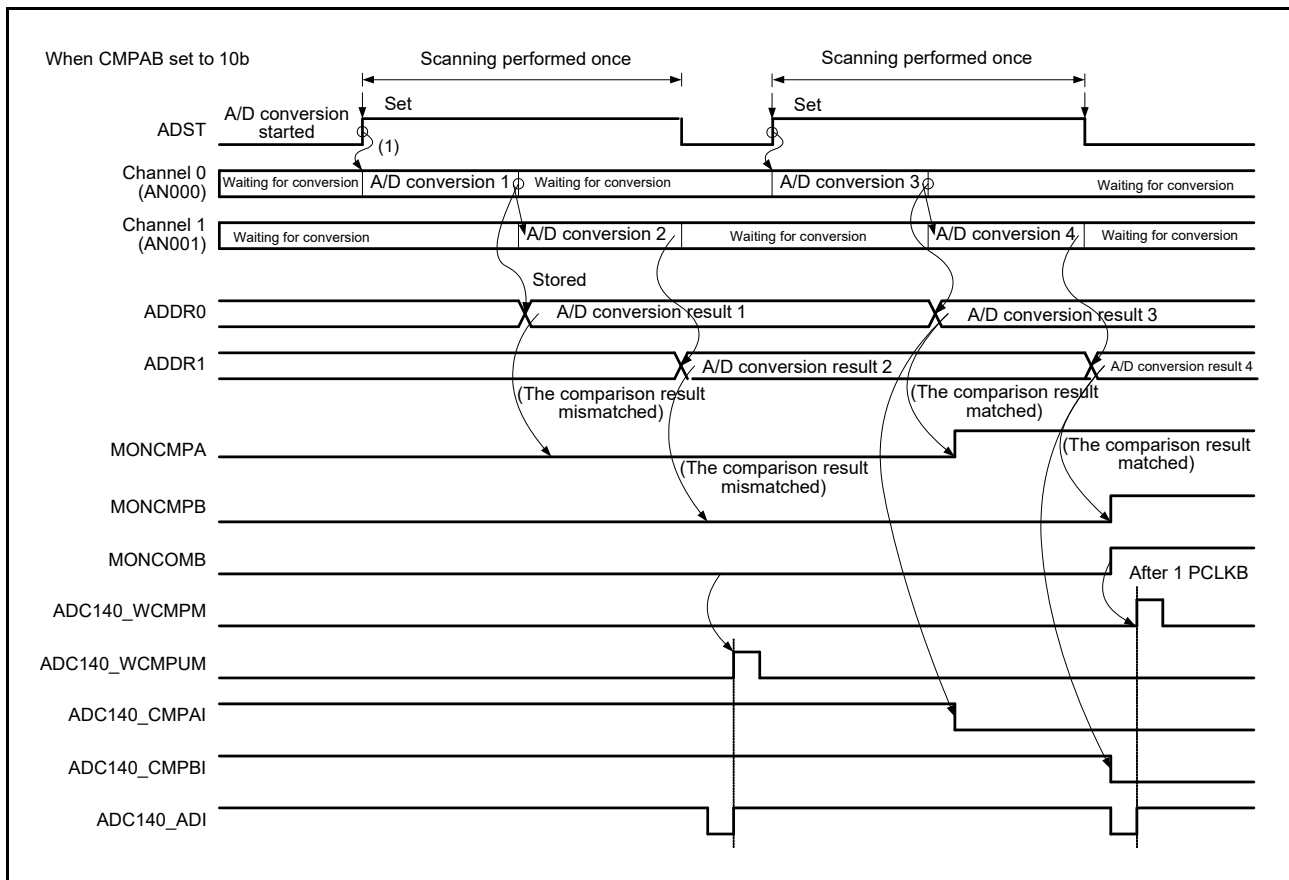 When CMPAB set to 10b
Scanning performed once
Scanning performed once
A/D conversion
started
Set
Set
ADST
(1)
Channel 0
(AN000)
Waiting for conversion
A/D conversion 1
Waiting for conversion
A/D conversion 3
Waiting for conversion
Channel 1
(AN001)
Waiting for conversion
A/D conversion 2
Waiting for conversion
A/D conversion 4
Waiting for conversion
Stored
ADDR0
A/D conversion result 1
A/D conversion result 3
ADDR1
A/D conversion result 2
A/D conversion result 4
(The comparison result
mismatched)
(The comparison result
matched)
MONCMPA
(The comparison result
mismatched)
(The comparison result
matched)
MONCMPB
MONCOMB
After 1 PCLKB
ADC140_WCMPM
ADC140_WCMPUM
ADC140_CMPAI
ADC140_CMPBI
ADC140_ADI